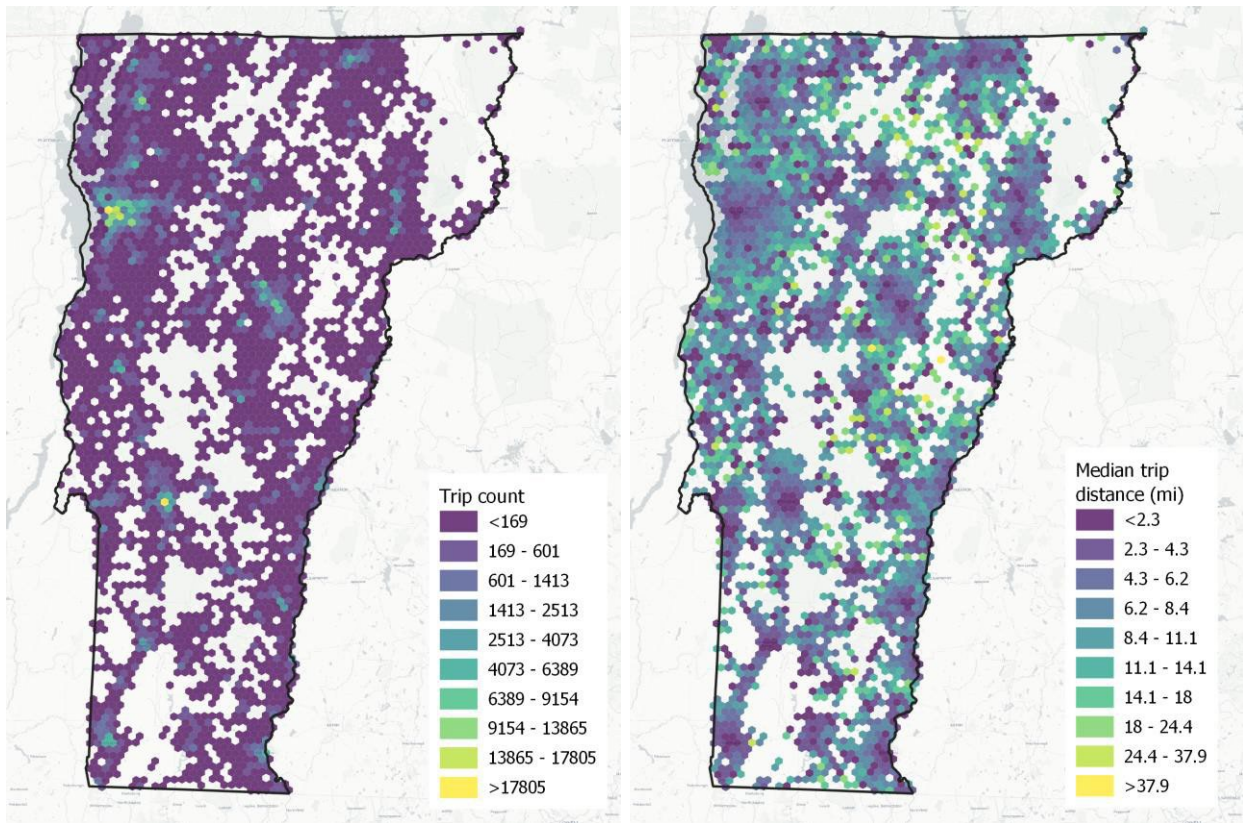 Trip count
<169
169 - 601
601 - 1413
1413 - 2513
2513 - 4073
4073 - 6389
6389 - 9154
9154 - 13865
13865 - 17805
>17805
Median trip
distance (mi)
<2.3
2.3 - 4.3
4.3 - 6.2
6.2 - 8.4
8.4 - 11.1
11.1 - 14.1
14.1 - 18
18 - 24.4
24.4 - 37.9
>37.9